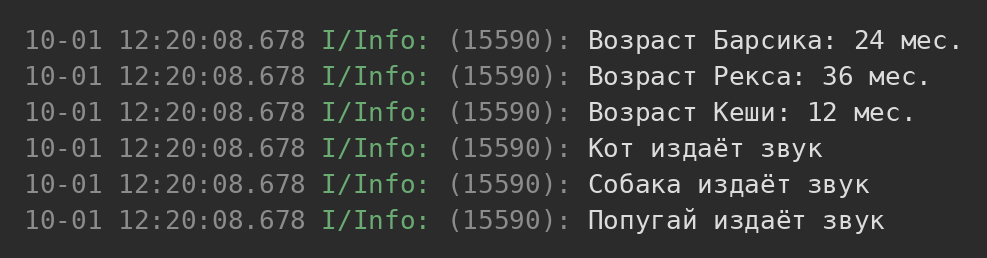 10-01 12:20:08.678 I/Info: (15590): Возраст Барсика: 24 мес.
10-01 12:20:08.678 I/Info: (15590): Возраст Рекса: 36 мес.
10-01 12:20:08.678 I/Info: (15590): Возраст Кеши: 12 мес.
10-01 12:20:08.678 I/Info: (15590): Кот издаёт звук
10-01 12:20:08.678 I/Info: (15590): Собака издаёт звук
10-01 12:20:08.678 I/Info: (15590): Попугай издаёт звук